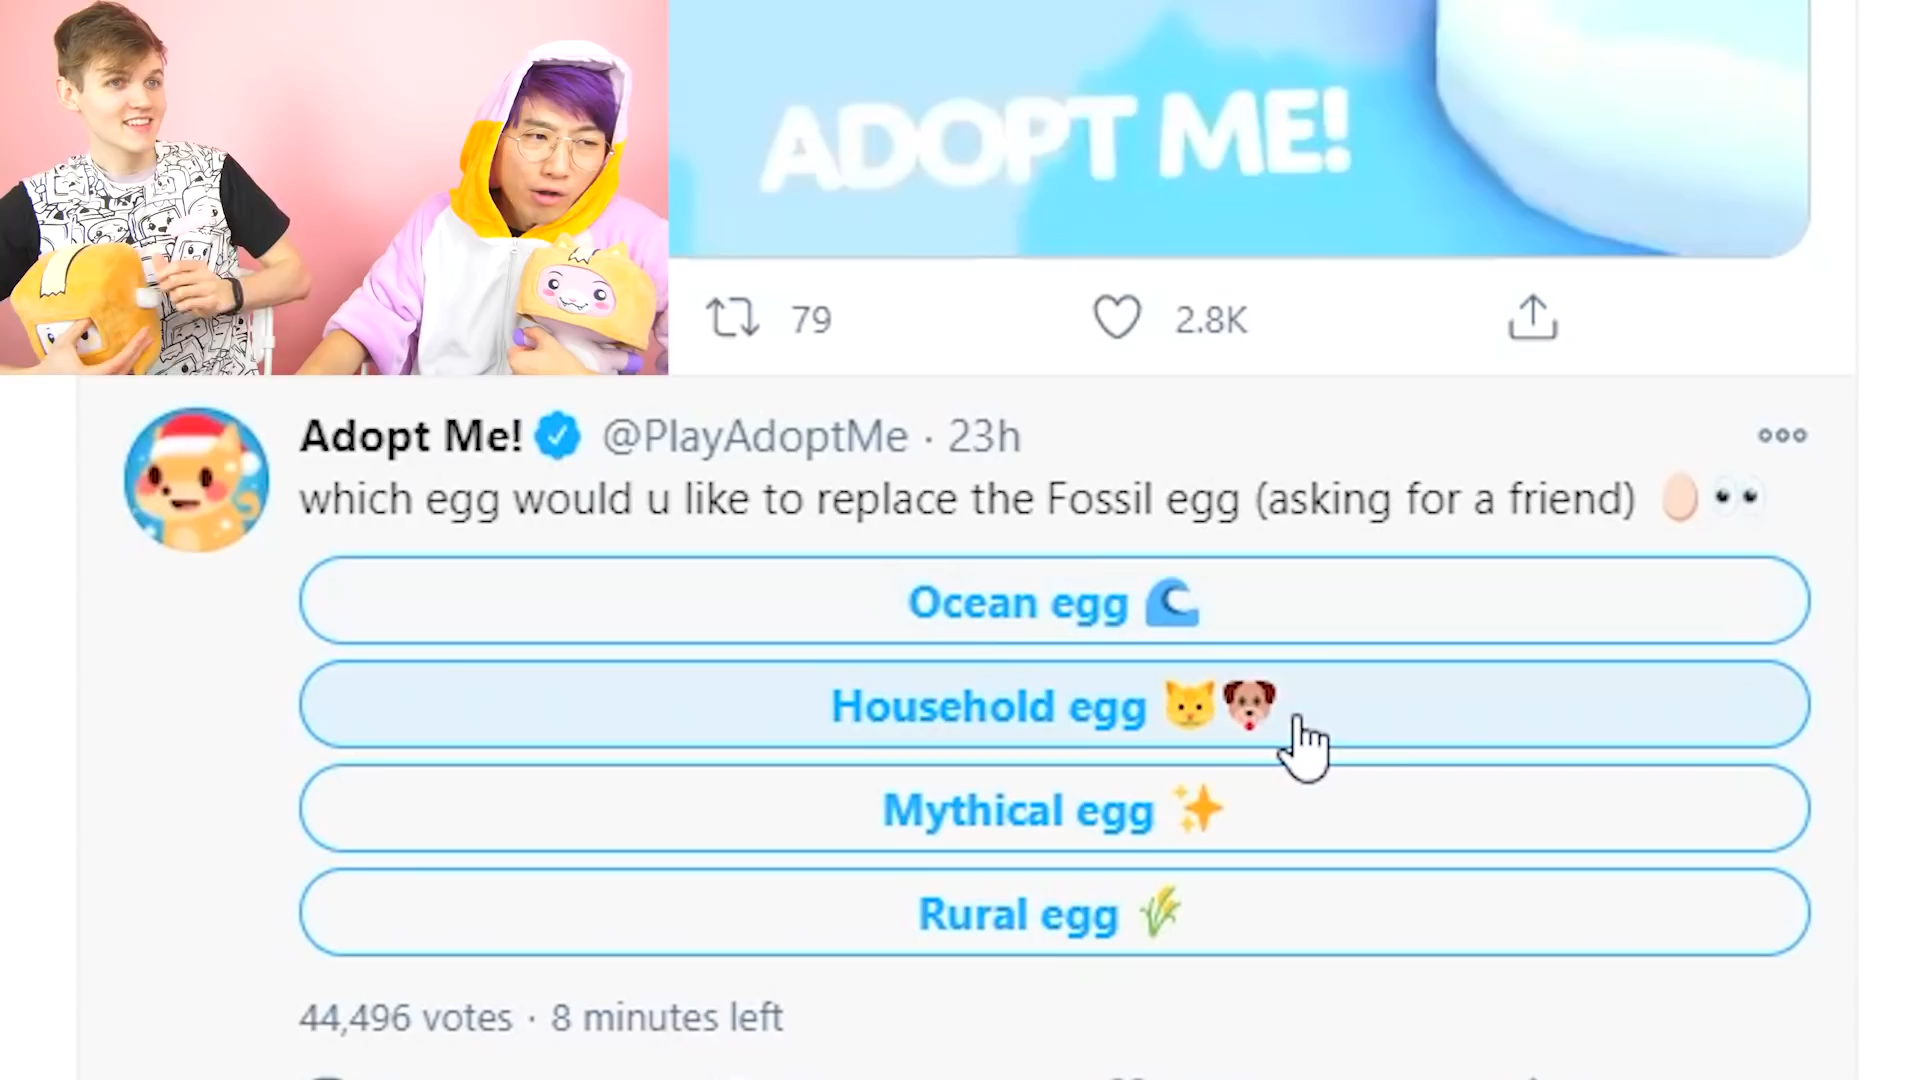 ADOPT ME!
79
2.8K
Adopt Me! @PlayAdoptMe · 23h
which egg would u like to replace the Fossil egg (asking for a friend) 🥚 👀
Ocean egg 🌊
Household egg 🐱🐶
Mythical egg ✨
Rural egg 🌾
44,496 votes · 8 minutes left